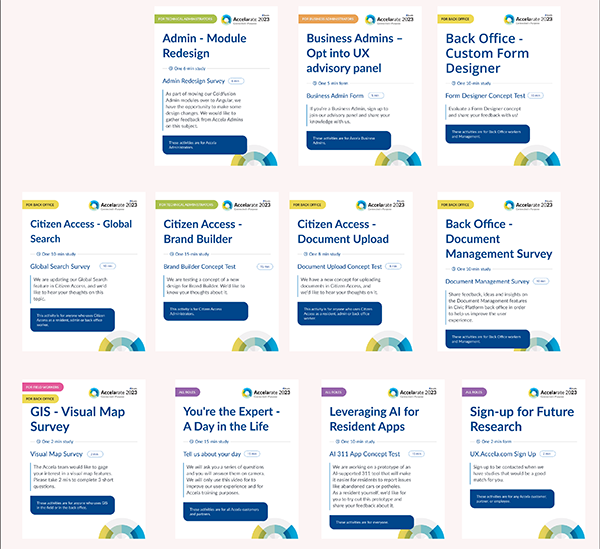 FOR TECHNICAL ADMINISTRATORS
Accelarate 2023
Admin - Module
Redesign
One 6 min study
Admin Redesign Survey
6 min
As part of moving our Coldfusion
Admin modules over to Angular, we
have the opportunity to make some
design changes. We would like to
gather feedback from Accela Admins
on this subject.
These activities are for Accela
Administrators.
FOR BUSINESS ADMINISTRATORS
Accelarate 2023
Business Admins –
Opt into UX
advisory panel
One 5 min form
Business Admin Form
5 min
If you're a Business Admin, sign up to
join our advisory panel and share your
knowledge with us.
These activities are for Accela Business
Admins.
FOR BACK OFFICE
Accelarate 2023
Back Office -
Custom Form
Designer
One 10 min study
Form Designer Concept Test
10 min
Evaluate a Form Designer concept
and share your feedback with us!
These activities are for Back Office workers
and Management.
FOR BACK OFFICE
Accelarate 2023
Citizen Access - Global
Search
One 10 min study
Global Search Survey
10 min
We are updating our Global Search
feature in Citizen Access, and we'd
like to hear your thoughts on this
topic.
This activity is for anyone who uses Citizen
Access as a resident, admin or back office
worker.
FOR TECHNICAL ADMINISTRATORS
Accelarate 2023
Citizen Access -
Brand Builder
One 15 min study
Brand Builder Concept Test
15 min
We are testing a concept of a new
design for Brand Builder. We'd like to
know your thoughts about it.
This activity is for Citizen Access
Administrators.
FOR BACK OFFICE
Accelarate 2023
Citizen Access -
Document Upload
One 8 min study
Document Upload Concept Test
8 min
We have a new concept for uploading
documents in Citizen Access, and
we'd like to hear your thoughts on it.
This activity is for anyone who uses Citizen
Access as a resident, admin or back office
worker.
FOR BACK OFFICE
Accelarate 2023
Back Office -
Document
Management Survey
One 10 min study
Document Management Survey
10 min
Share feedback, ideas and insights on
the Document Management features
in Civic Platform back office in order
to help us improve the user
experience.
These activities are for Back Office workers
and Management.
FOR FIELD WORKERS
FOR BACK OFFICE
Accelarate 2023
GIS - Visual Map
Survey
One 2 min study
Visual Map Survey
2 min
The Accela team would like to gage
your interest in a visual map features.
Please take 2 min to complete 3 short
questions.
These activities are for anyone who uses GIS
in the field or in the back office.
ALL ROLES
Accelarate 2023
You're the Expert -
A Day in the Life
One 15 min study
Tell us about your day
15 min
We will ask you a series of questions
and you will answer them on camera.
We will only use this video for to
improve our user experience and for
Accela training purposes.
These activities are for all Accela customers
and partners.
ALL ROLES
Accelarate 2023
Leveraging AI for
Resident Apps
One 10 min study
AI 311 App Concept Test
10 min
We are working on a prototype of an
AI-supported 311 text that will make
it easier for residents to report issues
like abandoned cars or potholes.
As a resident yourself, we'd like for
you to try out this prototype and
share your feedback about it.
These activities are for everyone.
ALL ROLES
Accelarate 2023
Sign-up for Future
Research
One 2 min form
UX.Accela.com Sign Up
2 min
Sign up to be contacted when we
have studies that would be a good
match for you.
These activities are for any Accela customer,
partner, or employee.